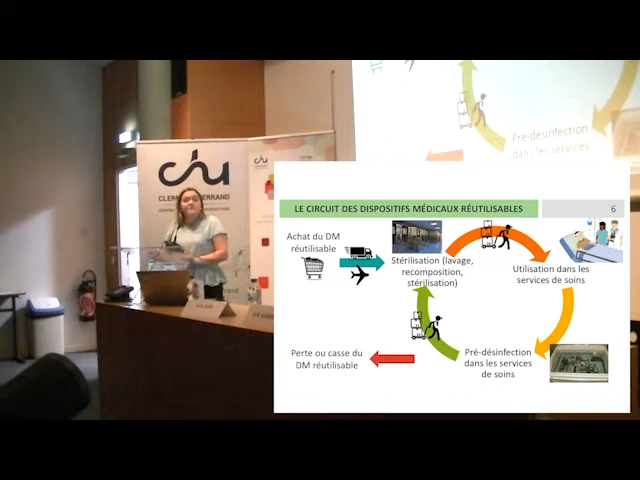 Pré-désinfection
dans les services
chu
CLERMONT-FERRAND
LE CIRCUIT DES DISPOSITIFS MÉDICAUX RÉUTILISABLES
6
Achat du DM
réutilisable
Stérilisation (lavage,
recomposition,
stérilisation)
Utilisation dans les
services de soins
Perte ou casse du
DM réutilisable
Pré-désinfection
dans les services
de soins